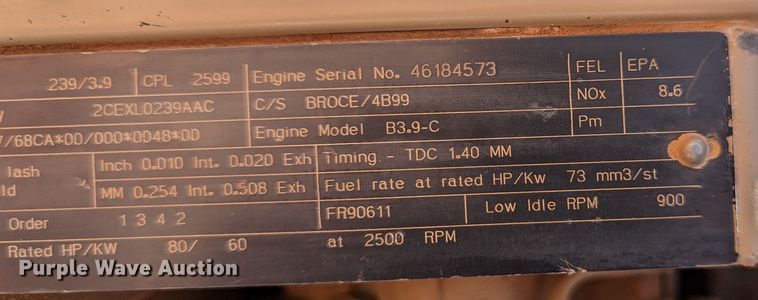 239/3.9 CPL 2599 Engine Serial No. 46184573 FEL EPA
2CEXL0239AAC C/S BROCE/4B99 NOx 8.6
7/68CA*00/000*004B*00 Engine Model B3.9-C Pm
lash Inch 0.010 Int. 0.020 Exh Timing - TDC 1.40 MM
ld MM 0.254 Int. 0.508 Exh Fuel rate at rated HP/Kw 73 mm3/st
Order 1 3 4 2 FR90611 Low Idle RPM 900
Rated HP/KW 80/ 60 at 2500 RPM
Purple Wave Auction